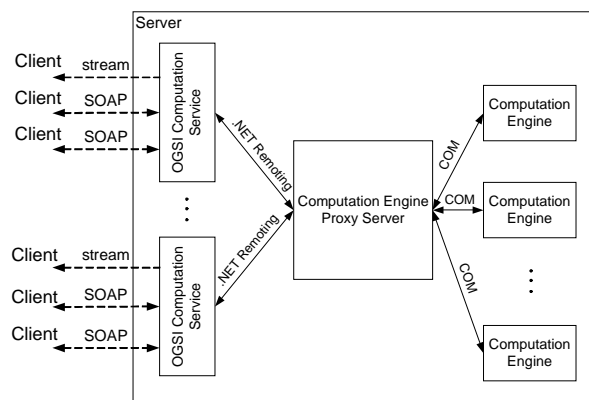 Server
Client
stream
Client
SOAP
Client
SOAP
OGSI Computation
Service
.NET Remoting
Client
stream
Client
SOAP
Client
SOAP
OGSI Computation
Service
.NET Remoting
Computation Engine
Proxy Server
COM
Computation
Engine
COM
Computation
Engine
COM
Computation
Engine